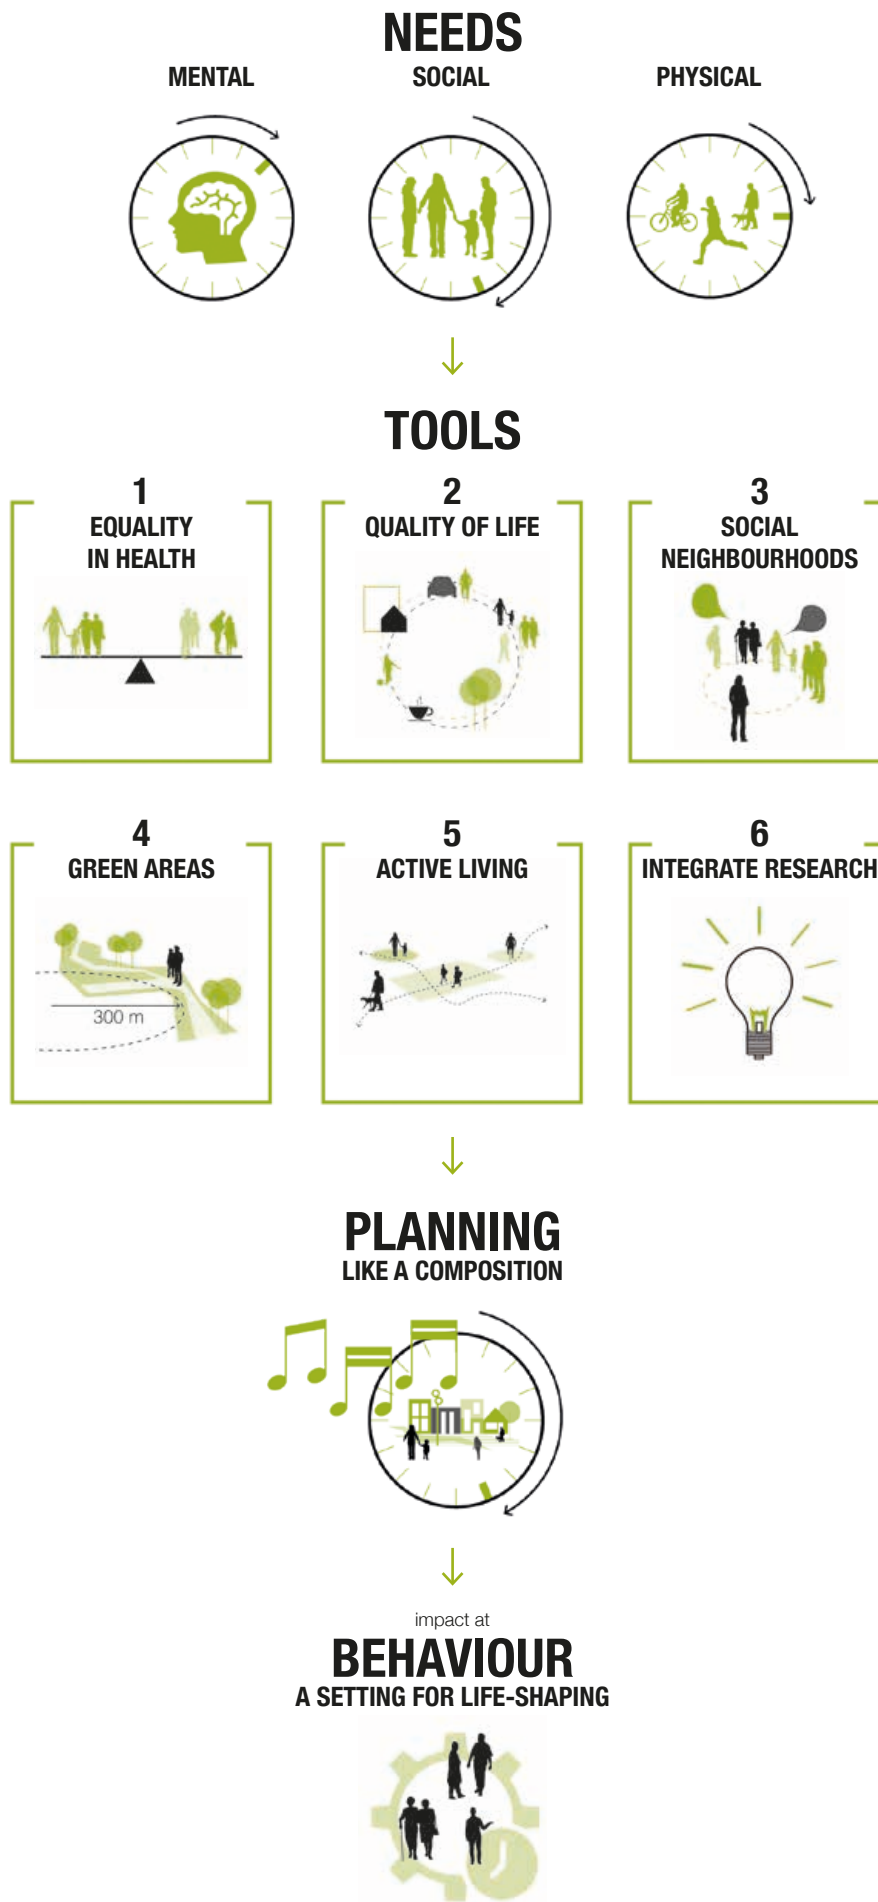 NEEDS
MENTAL
SOCIAL
PHYSICAL
TOOLS
1
EQUALITY
IN HEALTH
2
QUALITY OF LIFE
3
SOCIAL
NEIGHBOURHOODS
4
GREEN AREAS
300 m
5
ACTIVE LIVING
6
INTEGRATE RESEARCH
PLANNING
LIKE A COMPOSITION
impact at
BEHAVIOUR
A SETTING FOR LIFE-SHAPING